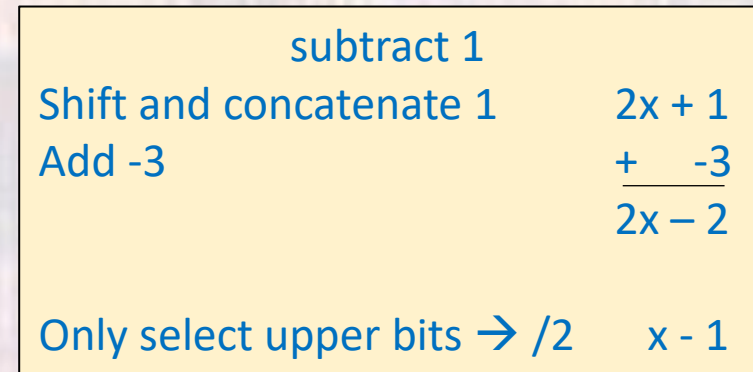 subtract 1
Shift and concatenate 1 2x + 1
Add -3 + -3
2x – 2
Only select upper bits → /2 x - 1